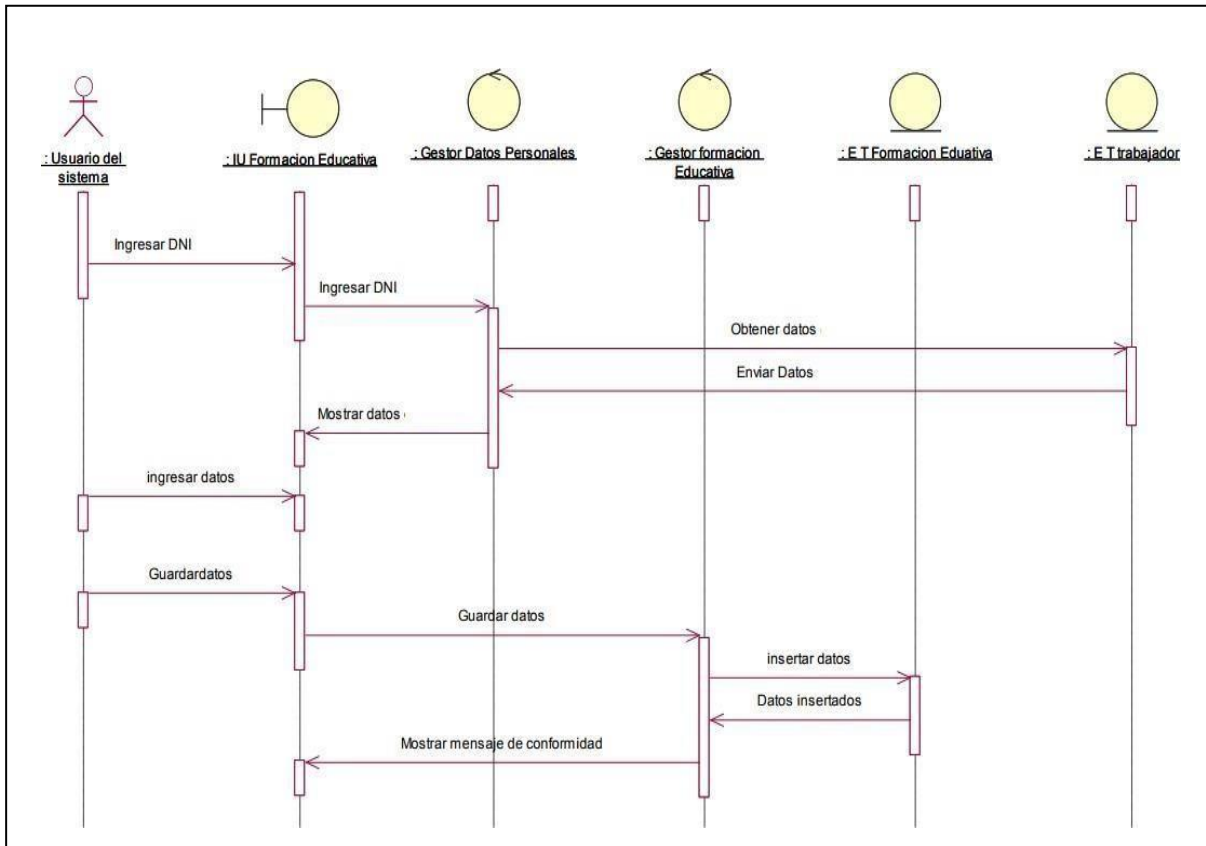 : Usuario del
sistema
: IU Formacion Educativa
: Gestor Datos Personales
: Gestor formacion
Educativa
: E T Formacion Eduativa
: E T trabajador
Ingresar DNI
Ingresar DNI
Obtener datos
Enviar Datos
Mostrar datos
ingresar datos
Guardardatos
Guardar datos
insertar datos
Datos insertados
Mostrar mensaje de conformidad